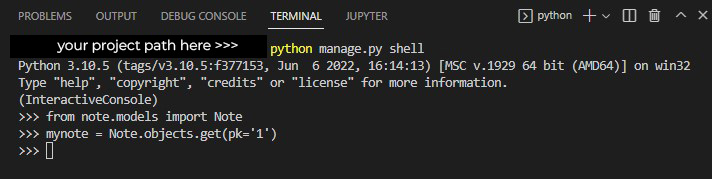 PROBLEMS OUTPUT DEBUG CONSOLE TERMINAL JUPYTER python
your project path here >>> python manage.py shell
Python 3.10.5 (tags/v3.10.5:f377153, Jun  6 2022, 16:14:13) [MSC v.1929 64 bit (AMD64)] on win32
Type "help", "copyright", "credits" or "license" for more information.
(InteractiveConsole)
>>> from note.models import Note
>>> mynote = Note.objects.get(pk='1')
>>>